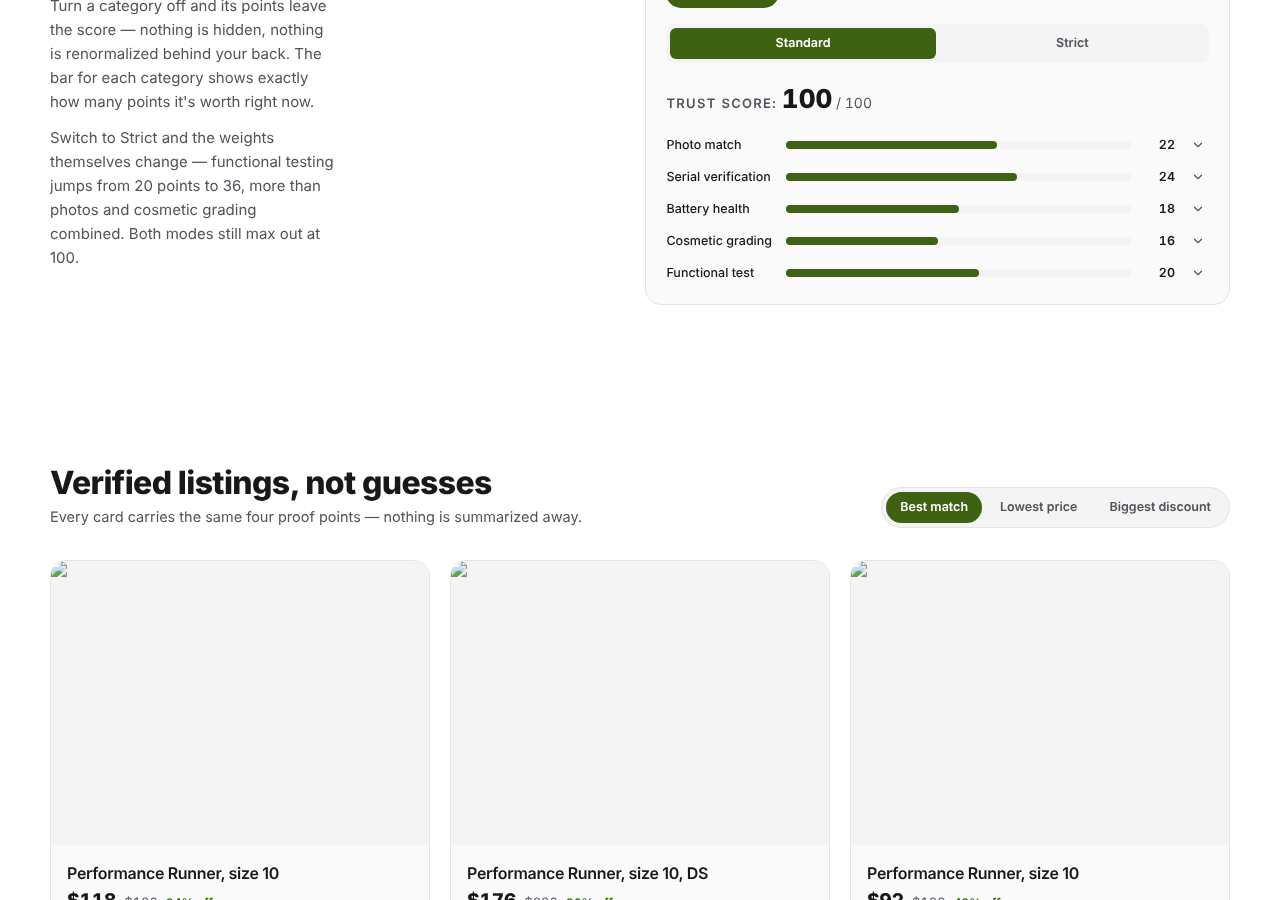 Turn a category off and its points leave
the score — nothing is hidden, nothing
is renormalized behind your back. The
bar for each category shows exactly
how many points it's worth right now.
Switch to Strict and the weights
themselves change — functional testing
jumps from 20 points to 36, more than
photos and cosmetic grading
combined. Both modes still max out at
100.
Standard Strict
TRUST SCORE: 100 / 100
Photo match 22
Serial verification 24
Battery health 18
Cosmetic grading 16
Functional test 20
Verified listings, not guesses
Every card carries the same four proof points — nothing is summarized away.
Best match Lowest price Biggest discount
Performance Runner, size 10
$118
Performance Runner, size 10, DS
$176
Performance Runner, size 10
$92